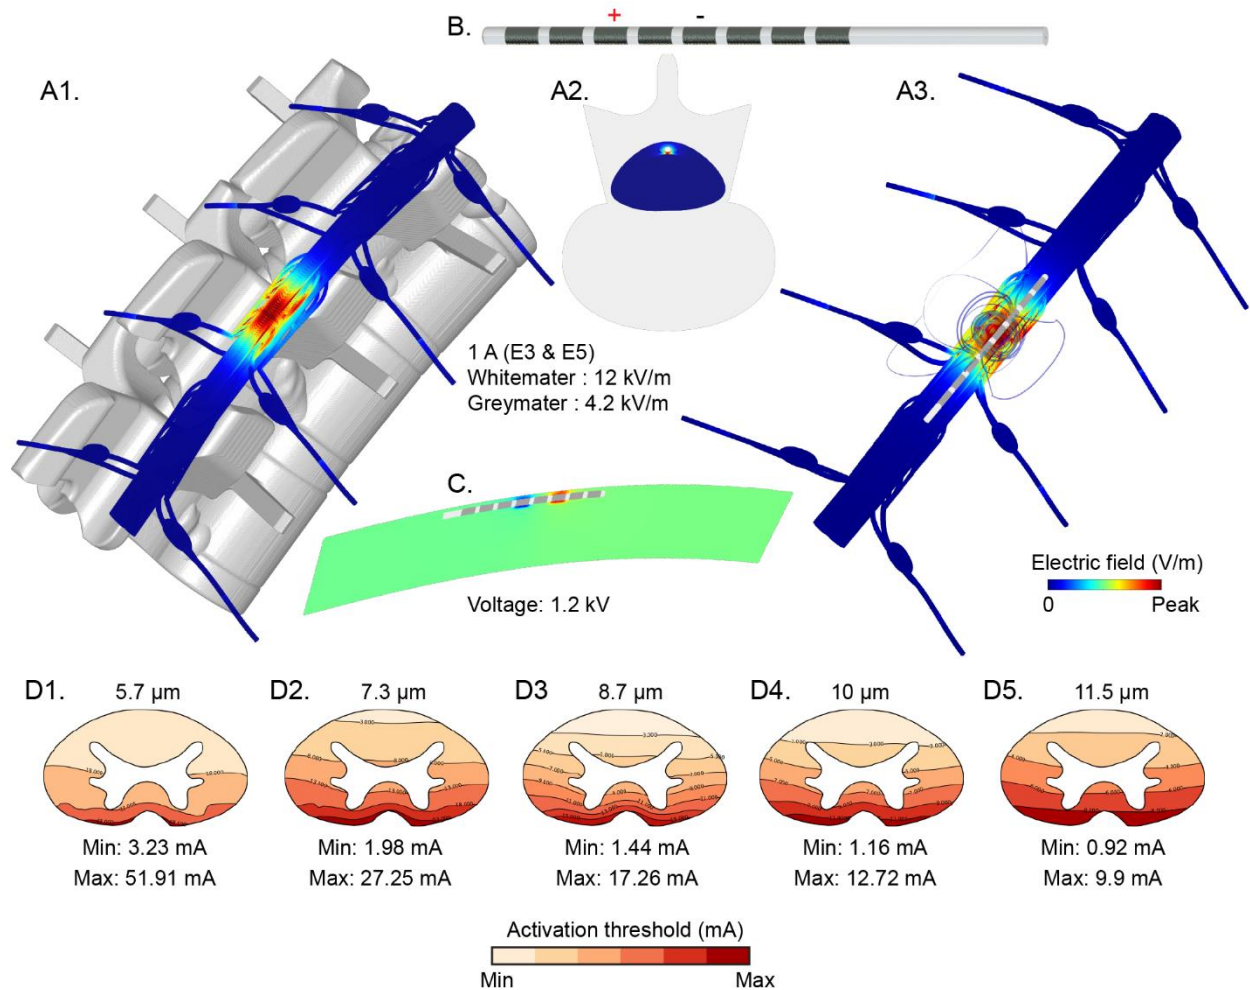 B.
+ -
A1.
A2.
A3.
1 A (E3 & E5)
Whitemater : 12 kV/m
Greymater : 4.2 kV/m
C.
Voltage: 1.2 kV
Electric field (V/m)
0 Peak
D1. 5.7 µm
D2. 7.3 µm
D3 8.7 µm
D4. 10 µm
D5. 11.5 µm
Min: 3.23 mA
Max: 51.91 mA
Min: 1.98 mA
Max: 27.25 mA
Min: 1.44 mA
Max: 17.26 mA
Min: 1.16 mA
Max: 12.72 mA
Min: 0.92 mA
Max: 9.9 mA
Activation threshold (mA)
Min Max